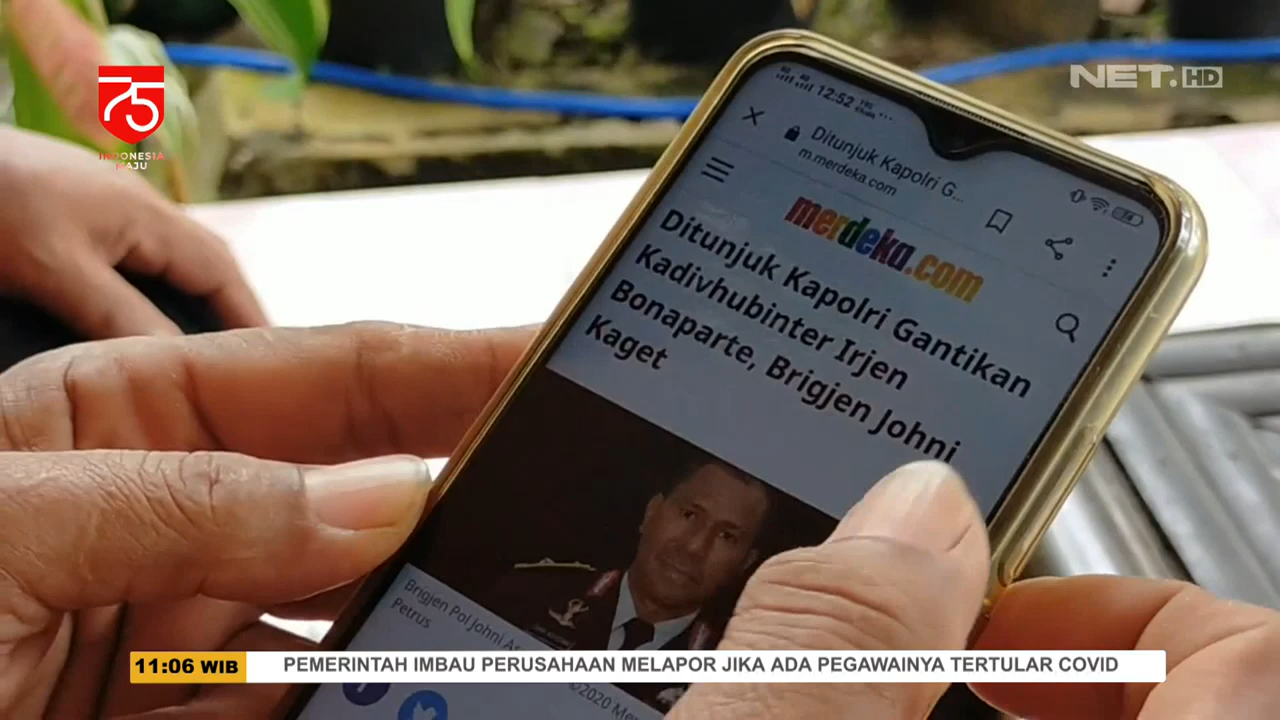 75
INDONESIA
MAJU
NET.HD
12:52
Ditunjuk Kapolri G...
m.merdeka.com
merdeka.com
Ditunjuk Kapolri Gantikan
Kadivhubinter Irjen
Bonaparte, Brigjen Johni
Kaget
Brigjen Pol Johni
Petrus
©2020
11:06 WIB
PEMERINTAH IMBAU PERUSAHAAN MELAPOR JIKA ADA PEGAWAINYA TERTULAR COVID